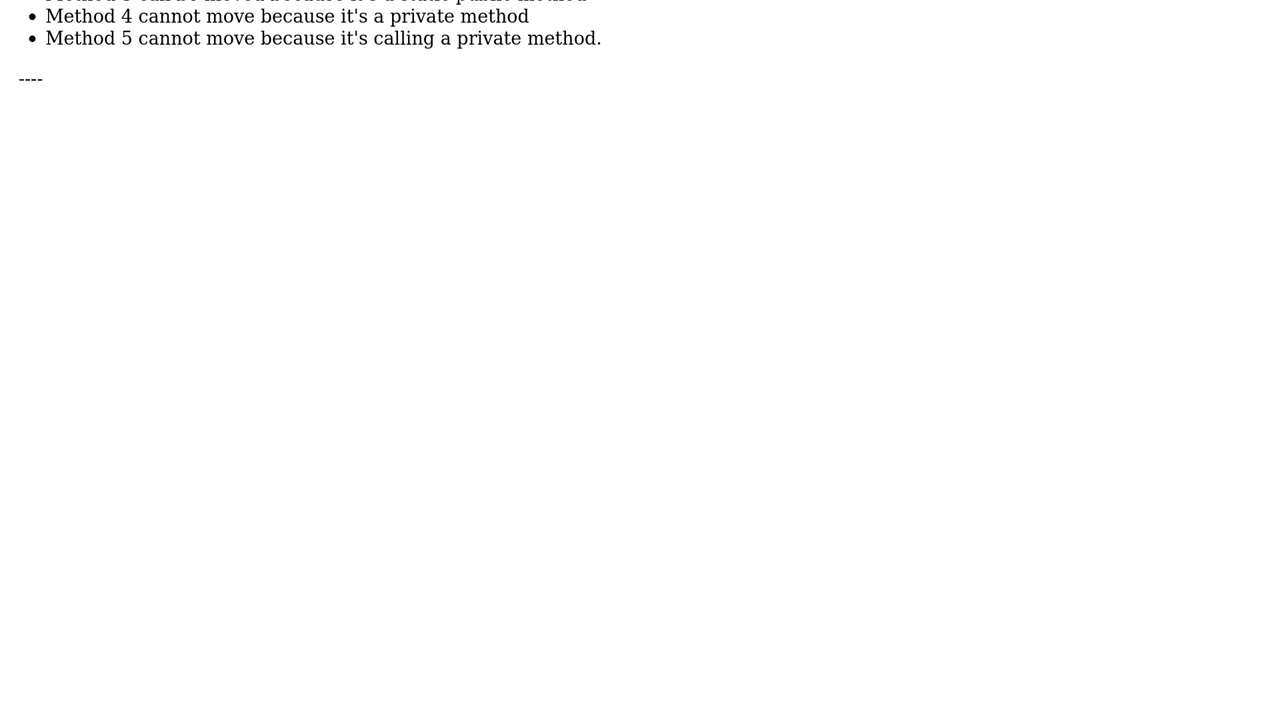 Method 4 cannot move because it's a private method
Method 5 cannot move because it's calling a private method.
----